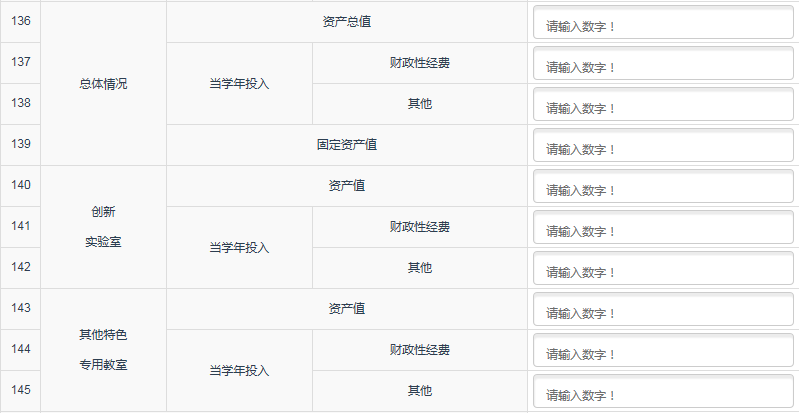 136
资产总值
请输入数字！
137
总体情况
当学年投入
财政性经费
请输入数字！
138
其他
请输入数字！
139
固定资产值
请输入数字！
140
创新
实验室
资产值
请输入数字！
141
当学年投入
财政性经费
请输入数字！
142
其他
请输入数字！
143
其他特色
专用教室
资产值
请输入数字！
144
当学年投入
财政性经费
请输入数字！
145
其他
请输入数字！